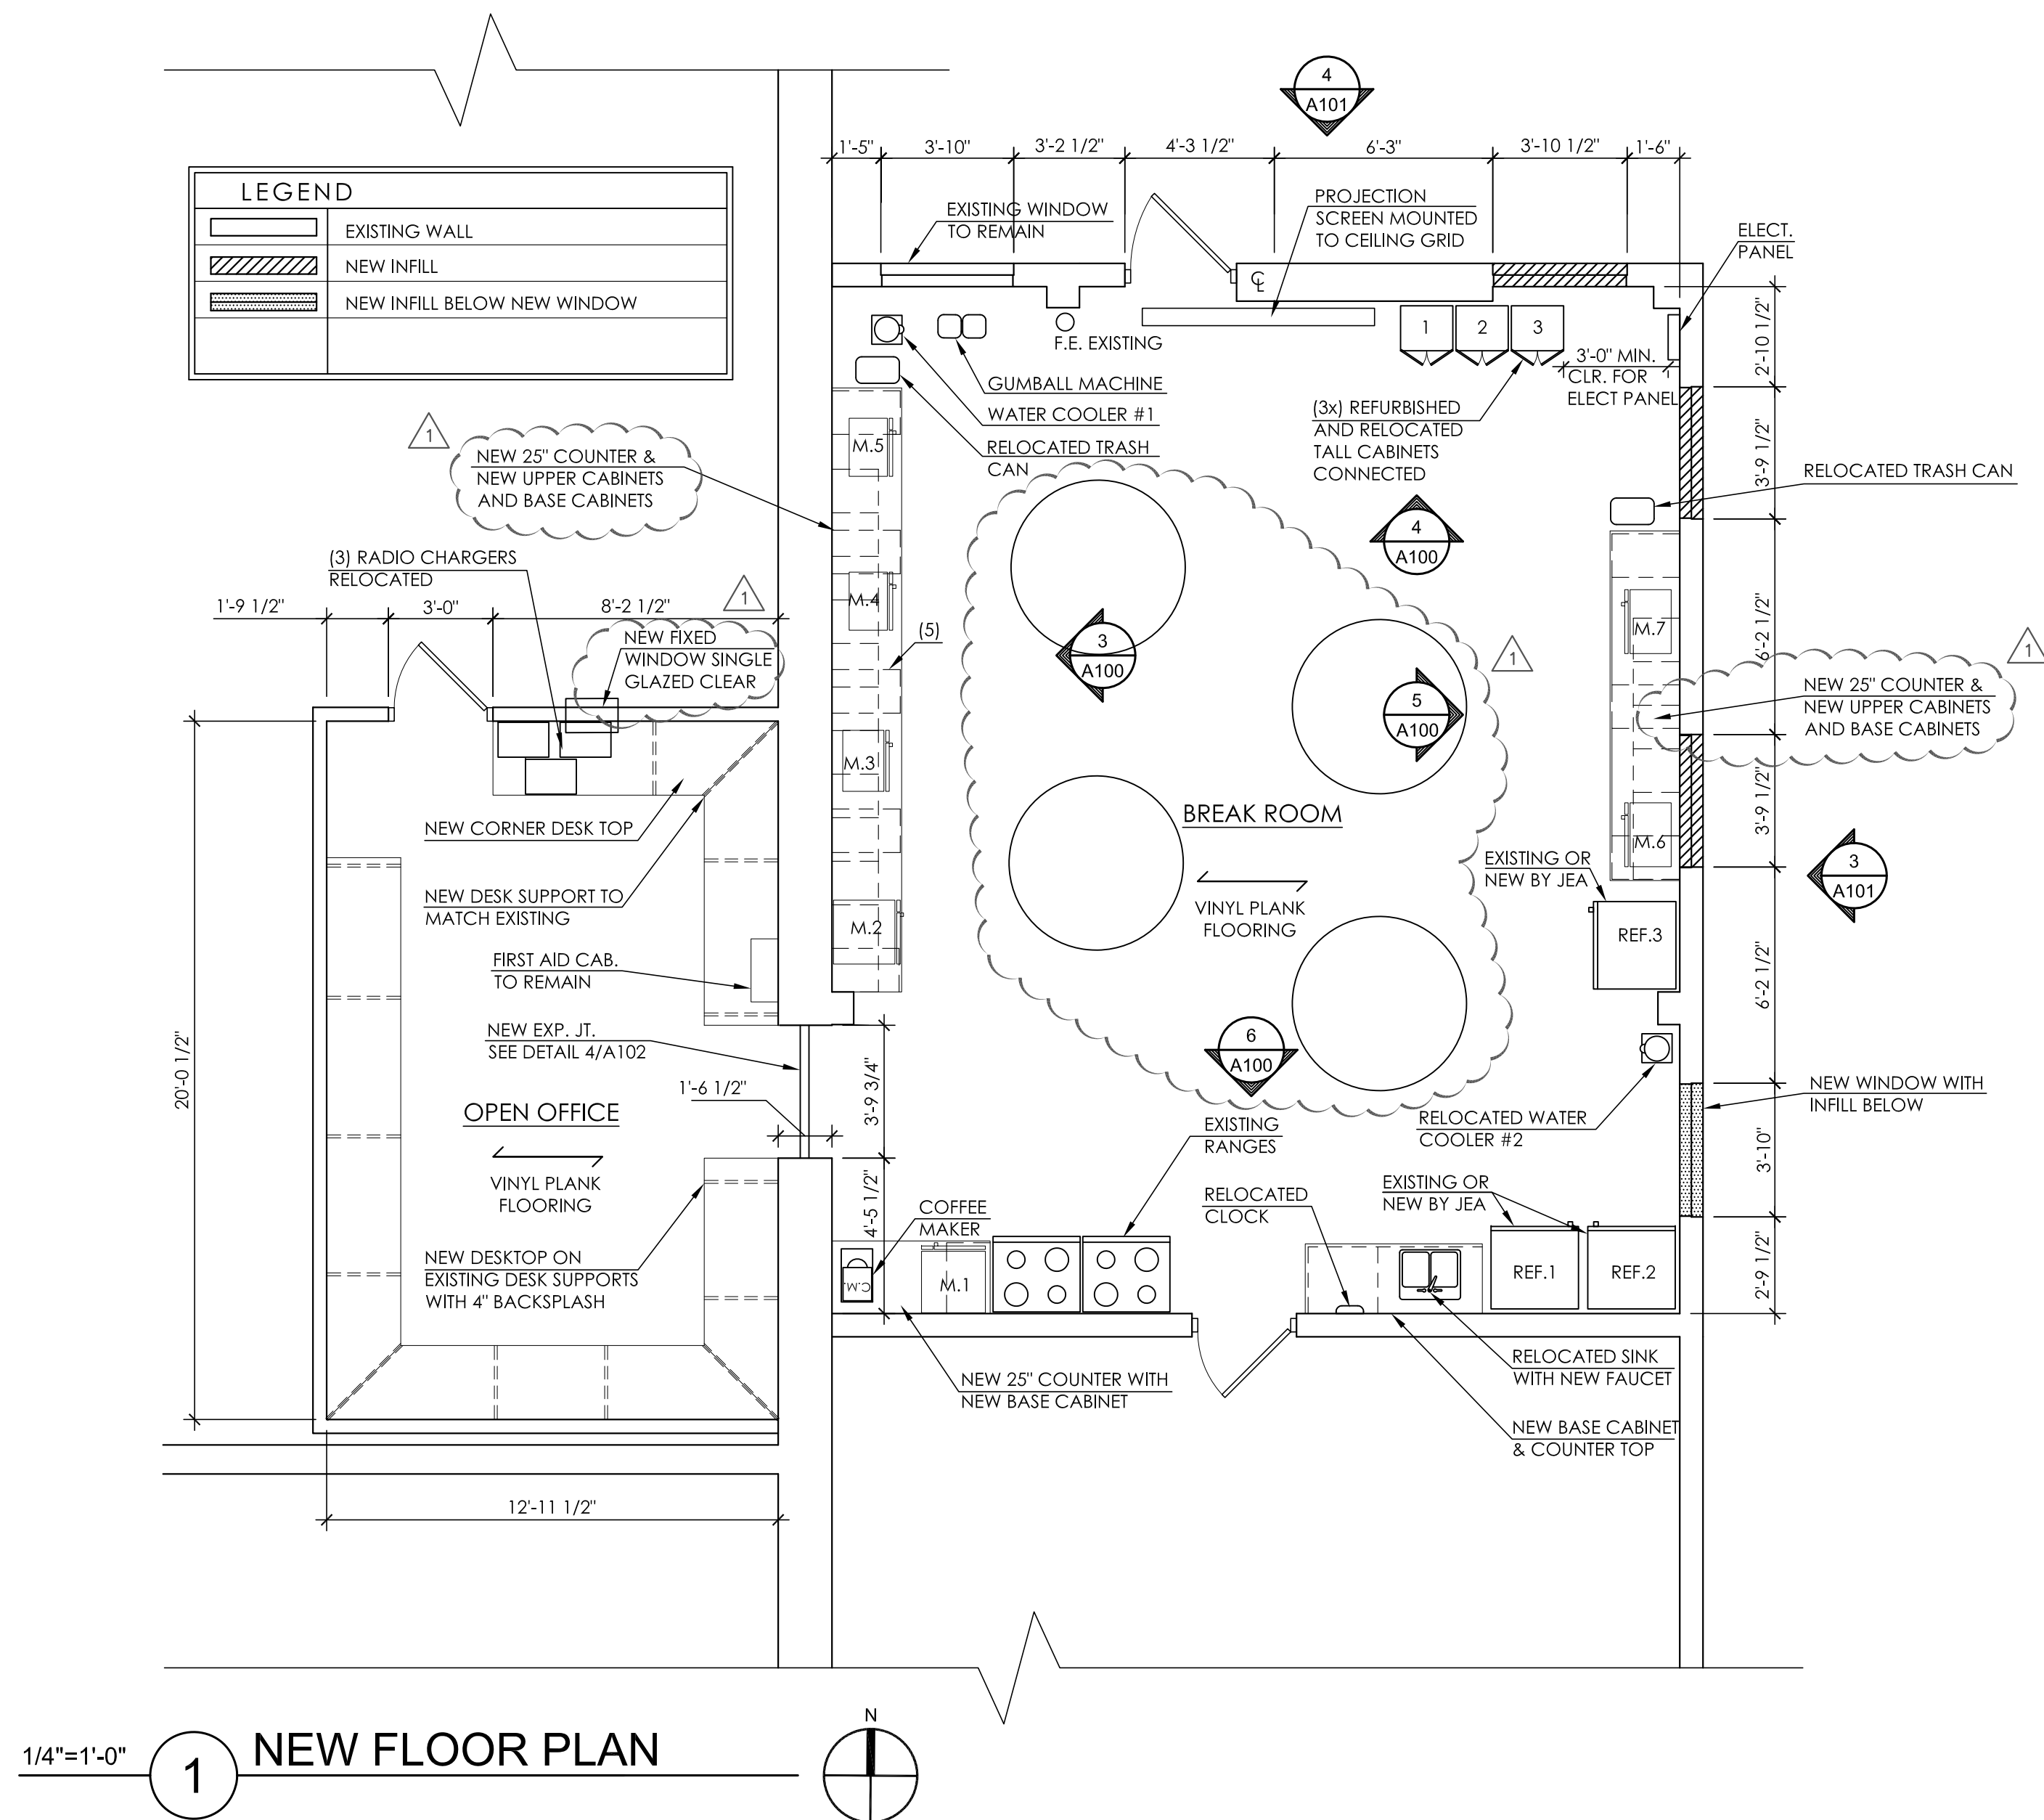 4
A101
1'-5"
3'-10"
3'-2 1/2"
4'-3 1/2"
6'-3"
3'-10 1/2"
1'-6"
LEGEND
EXISTING WALL
NEW INFILL
NEW INFILL BELOW NEW WINDOW
EXISTING WINDOW
TO REMAIN
PROJECTION
SCREEN MOUNTED
TO CEILING GRID
ELECT.
PANEL
℄
F.E. EXISTING
1
2
3
3'-0" MIN.
CLR. FOR
ELECT PANEL
2'-10 1/2"
GUMBALL MACHINE
WATER COOLER #1
RELOCATED TRASH
CAN
(3x) REFURBISHED
AND RELOCATED
TALL CABINETS
CONNECTED
1
NEW 25" COUNTER &
NEW UPPER CABINETS
AND BASE CABINETS
M.5
3'-9 1/2"
RELOCATED TRASH CAN
4
A100
(3) RADIO CHARGERS
RELOCATED
1'-9 1/2"
3'-0"
8'-2 1/2"
1
NEW FIXED
WINDOW SINGLE
GLAZED CLEAR
M.4
(5)
3
A100
M.7
6'-2 1/2"
1
1
NEW 25" COUNTER &
NEW UPPER CABINETS
AND BASE CABINETS
5
A100
M.3
BREAK ROOM
NEW CORNER DESK TOP
3'-9 1/2"
M.6
EXISTING OR
NEW BY JEA
3
A101
NEW DESK SUPPORT TO
MATCH EXISTING
VINYL PLANK
FLOORING
M.2
REF.3
FIRST AID CAB.
TO REMAIN
6'-2 1/2"
NEW EXP. JT.
SEE DETAIL 4/A102
6
A100
20'-0 1/2"
1'-6 1/2"
3'-9 3/4"
OPEN OFFICE
VINYL PLANK
FLOORING
EXISTING
RANGES
RELOCATED WATER
COOLER #2
NEW WINDOW WITH
INFILL BELOW
3'-10"
4'-5 1/2"
COFFEE
MAKER
RELOCATED
CLOCK
EXISTING OR
NEW BY JEA
NEW DESKTOP ON
EXISTING DESK SUPPORTS
WITH 4" BACKSPLASH
C.M.
M.1
REF.1
REF.2
2'-9 1/2"
NEW 25" COUNTER WITH
NEW BASE CABINET
RELOCATED SINK
WITH NEW FAUCET
NEW BASE CABINET
& COUNTER TOP
12'-11 1/2"
1/4"=1'-0"
1
NEW FLOOR PLAN
N